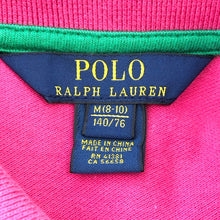 POLO
RALPH LAUREN
M(8-10)
140/76
MADE IN CHINA
FAIT EN CHINE
RN 41381
CA 56658